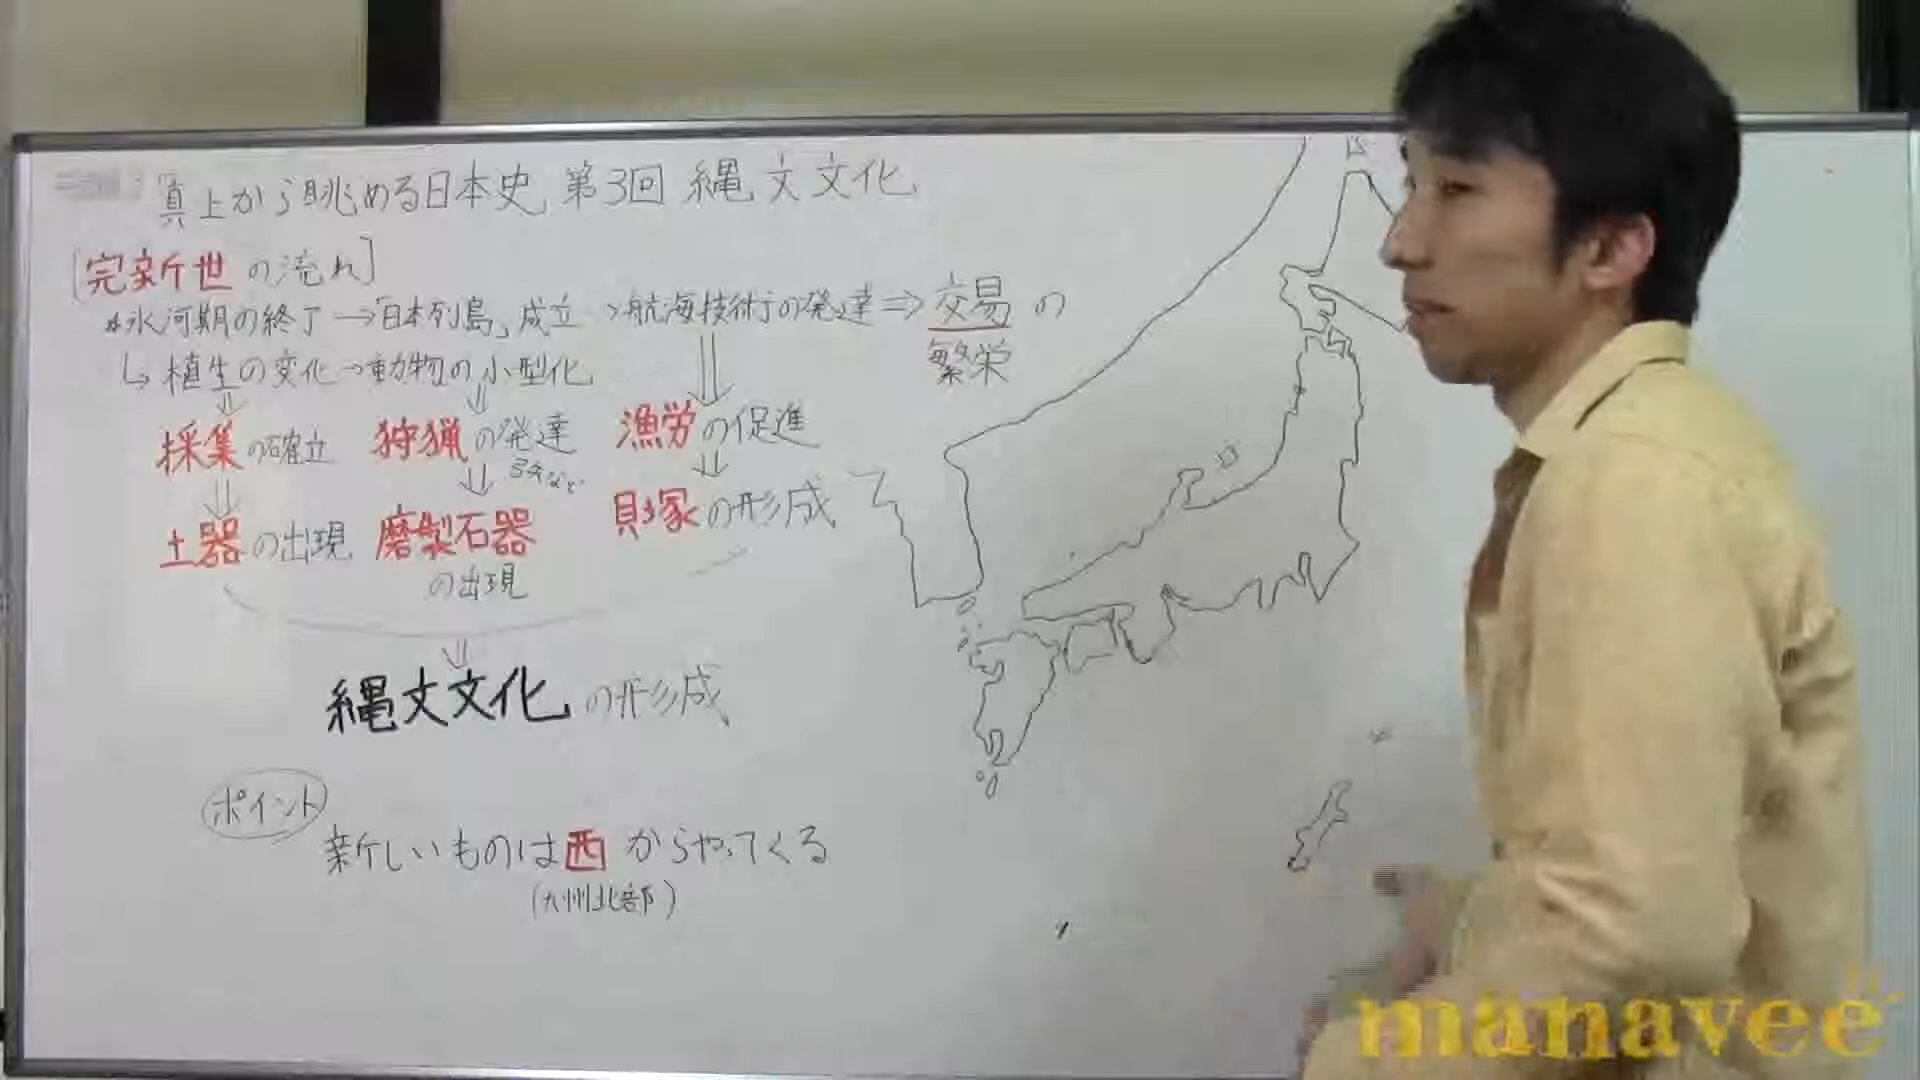 真上から眺める日本史 第3回 縄文文化
[完新世の流れ]
氷河期の終了→「日本列島」成立→航海技術の発達⇒交易の
繁栄
↳植生の変化→動物の小型化
採集の確立 狩猟の発達 漁労の促進
弓矢など
土器の出現 磨製石器 貝塚の形成
の出現
縄文文化の形成
ポイント
新しいものは西からやってくる
(九州北部)
manavee